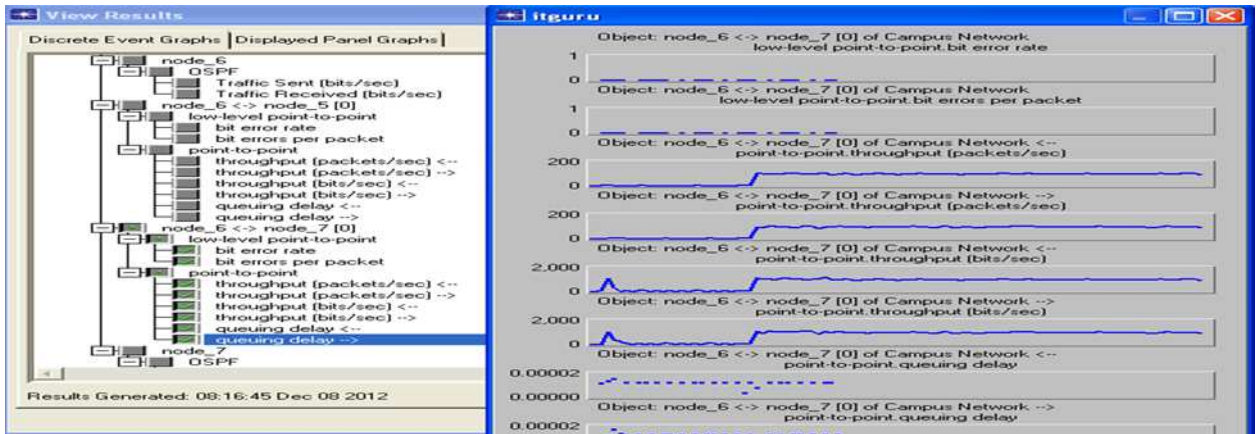 View Results
Discrete Event Graphs
Displayed Panel Graphs
node_6
OSPF
Traffic Sent (bits/sec)
Traffic Received (bits/sec)
node_6 <-> node_5 [0]
low-level point-to-point
bit error rate
bit errors per packet
point-to-point
throughput (packets/sec) <--
throughput (packets/sec) -->
throughput (bits/sec) <--
throughput (bits/sec) -->
queuing delay <--
queuing delay -->
node_6 <-> node_7 [0]
low-level point-to-point
bit error rate
bit errors per packet
point-to-point
throughput (packets/sec) <--
throughput (packets/sec) -->
throughput (bits/sec) <--
throughput (bits/sec) -->
queuing delay <--
queuing delay -->
node_7
OSPF
Results Generated: 08:16:45 Dec 08 2012
itguru
Object: node_6 <-> node_7 [0] of Campus Network
low-level point-to-point.bit error rate
1
0
Object: node_6 <-> node_7 [0] of Campus Network
low-level point-to-point.bit errors per packet
1
0
Object: node_6 <-> node_7 [0] of Campus Network <--
point-to-point.throughput (packets/sec)
200
0
Object: node_6 <-> node_7 [0] of Campus Network -->
point-to-point.throughput (packets/sec)
200
0
Object: node_6 <-> node_7 [0] of Campus Network <--
point-to-point.throughput (bits/sec)
2,000
0
Object: node_6 <-> node_7 [0] of Campus Network -->
point-to-point.throughput (bits/sec)
2,000
0
Object: node_6 <-> node_7 [0] of Campus Network <--
point-to-point.queuing delay
0.00002
0.00000
Object: node_6 <-> node_7 [0] of Campus Network -->
point-to-point.queuing delay
0.00002